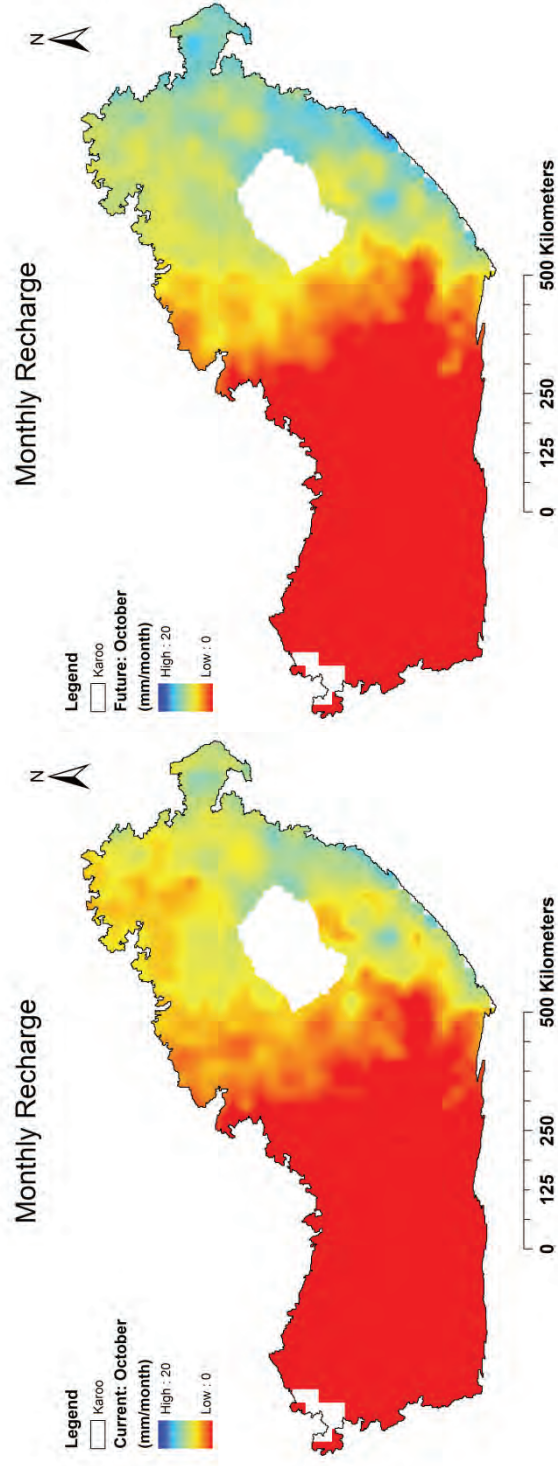 Monthly Recharge
N
Legend
Karoo
Current: October
(mm/month)
High : 20
Low : 0
0 125 250 500 Kilometers
Monthly Recharge
N
Legend
Karoo
Future: October
(mm/month)
High : 20
Low : 0
0 125 250 500 Kilometers